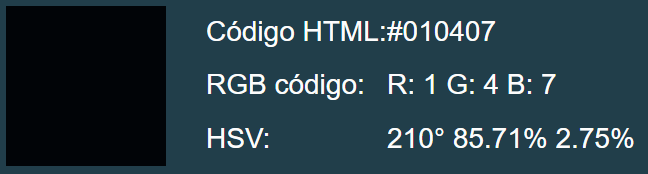 Código HTML:#010407
RGB código: R: 1 G: 4 B: 7
HSV: 210° 85.71% 2.75%